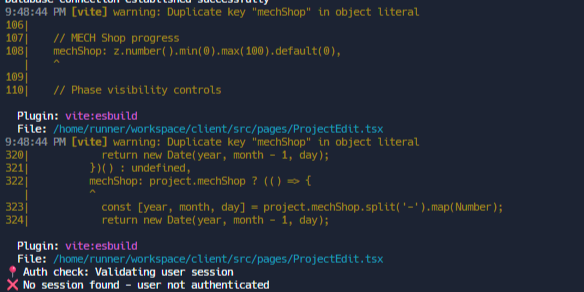 Database connection established successfully
9:48:44 PM [vite] warning: Duplicate key "mechShop" in object literal
106|
107|    // MECH Shop progress
108|    mechShop: z.number().min(0).max(100).default(0),
   |    ^
109|
110|    // Phase visibility controls
Plugin: vite:esbuild
File: /home/runner/workspace/client/src/pages/ProjectEdit.tsx
9:48:44 PM [vite] warning: Duplicate key "mechShop" in object literal
320|            return new Date(year, month - 1, day);
321|          })() : undefined,
322|          mechShop: project.mechShop ? (() => {
   |          ^
323|            const [year, month, day] = project.mechShop.split('-').map(Number);
324|            return new Date(year, month - 1, day);
Plugin: vite:esbuild
File: /home/runner/workspace/client/src/pages/ProjectEdit.tsx
📍 Auth check: Validating user session
❌ No session found - user not authenticated